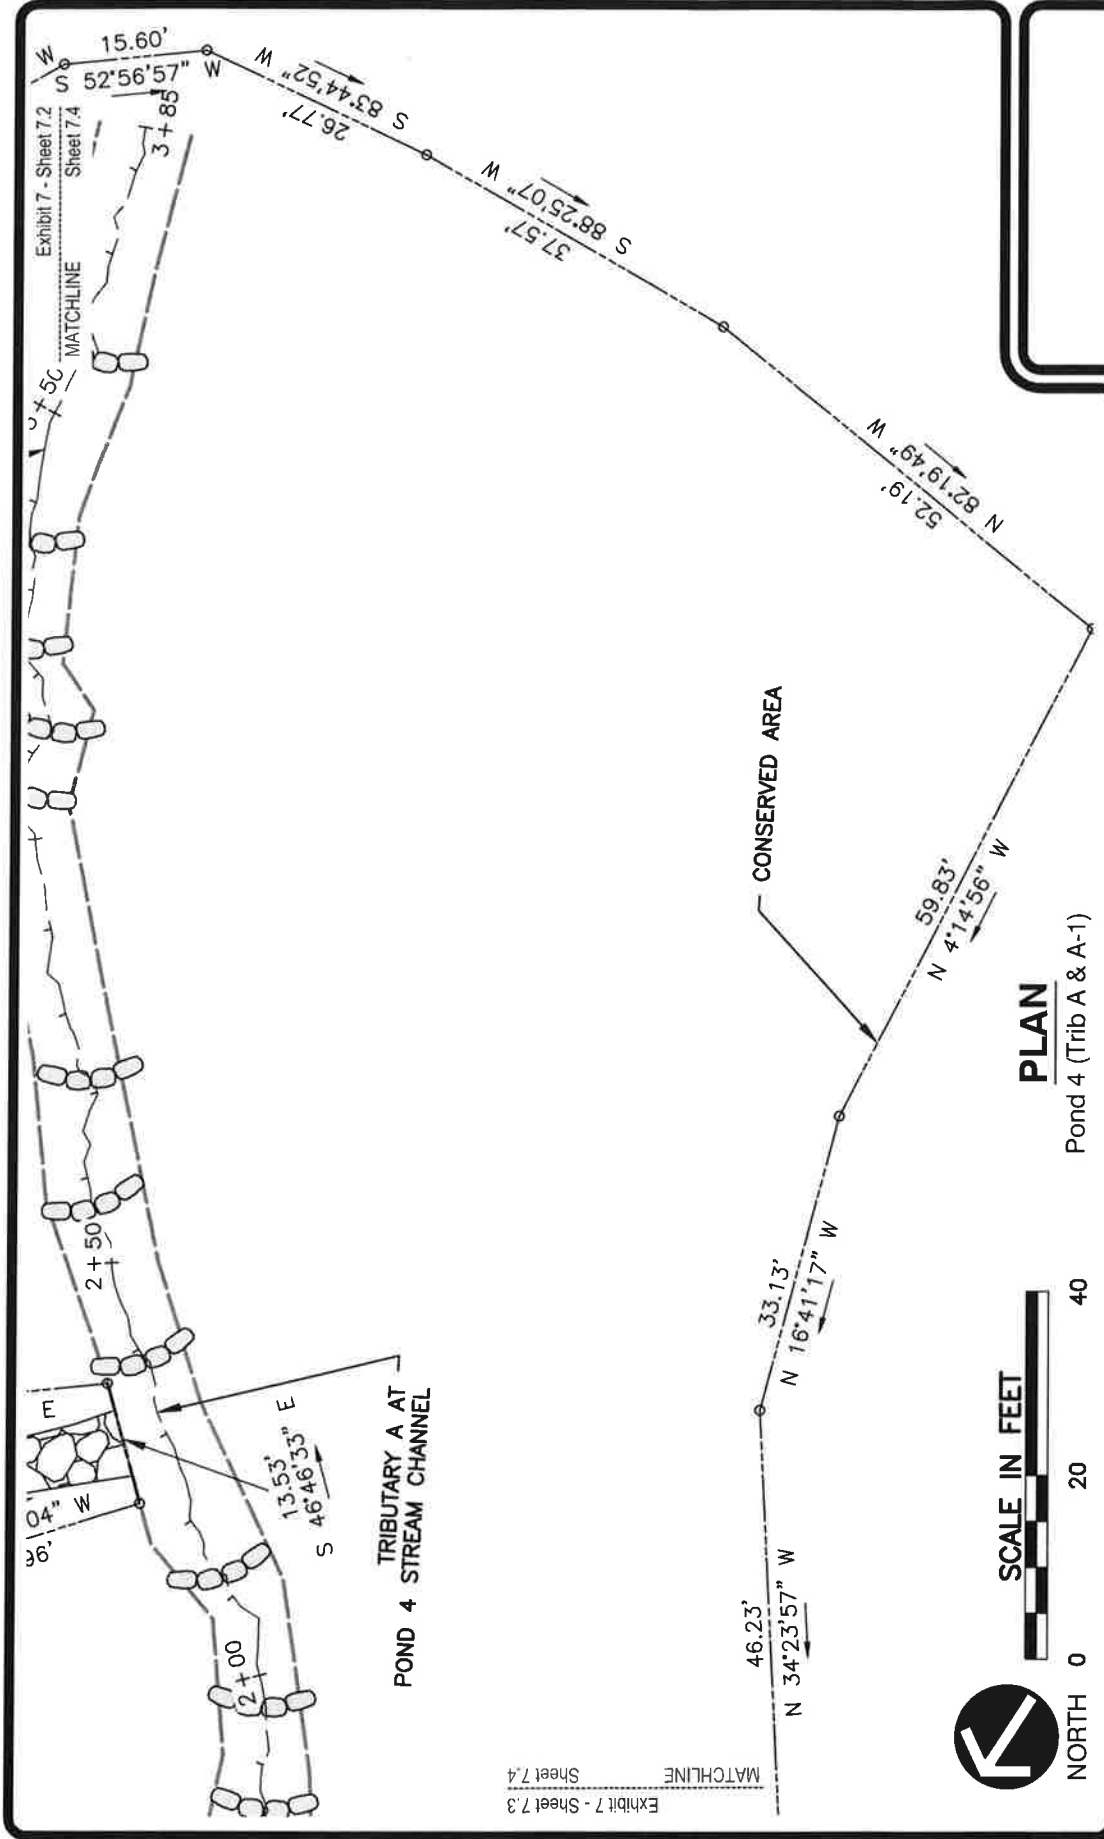 15.60'
S 52°56'57" W
W
Exhibit 7 - Sheet 7.2
MATCHLINE Sheet 7.4
3+85
+50
26.77'
S 83°44'52" W
37.57'
S 88°25'07" W
52.19'
N 82°19'49" W
CONSERVED AREA
59.83'
N 4°14'56" W
33.13'
N 16°41'17" W
46.23'
N 34°23'57" W
2+50
E
04" W
96'
13.53'
S 46°46'33" E
TRIBUTARY A AT
POND 4 STREAM CHANNEL
2+00
Exhibit 7 - Sheet 7.3
MATCHLINE Sheet 7.4
PLAN
Pond 4 (Trib A & A-1)
SCALE IN FEET
0 20 40
NORTH